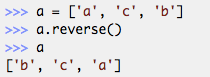 >>> a = ['a', 'c', 'b']
>>> a.reverse()
>>> a
['b', 'c', 'a']